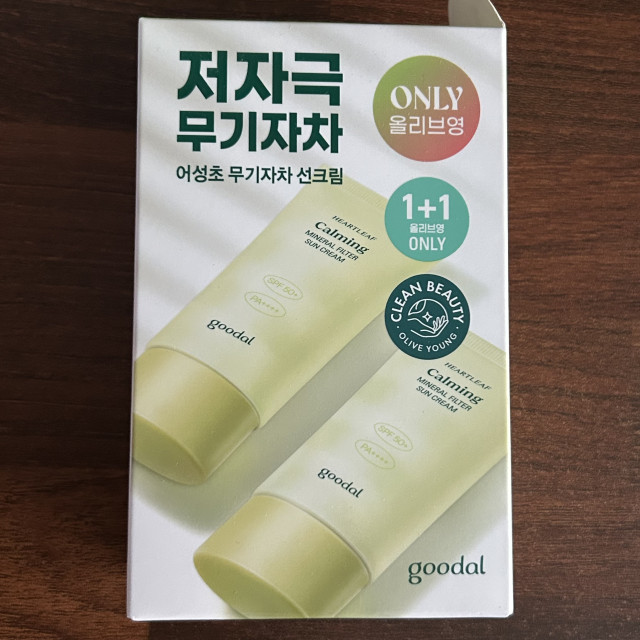 저자극
무기자차
어성초 무기자차 선크림
ONLY
올리브영
1+1
올리브영
ONLY
CLEAN BEAUTY
OLIVE YOUNG
HEARTLEAF
Calming
MINERAL FILTER
SUN CREAM
SPF 50+
PA++++
goodal
HEARTLEAF
Calming
MINERAL FILTER
SUN CREAM
SPF 50+
PA++++
goodal
goodal